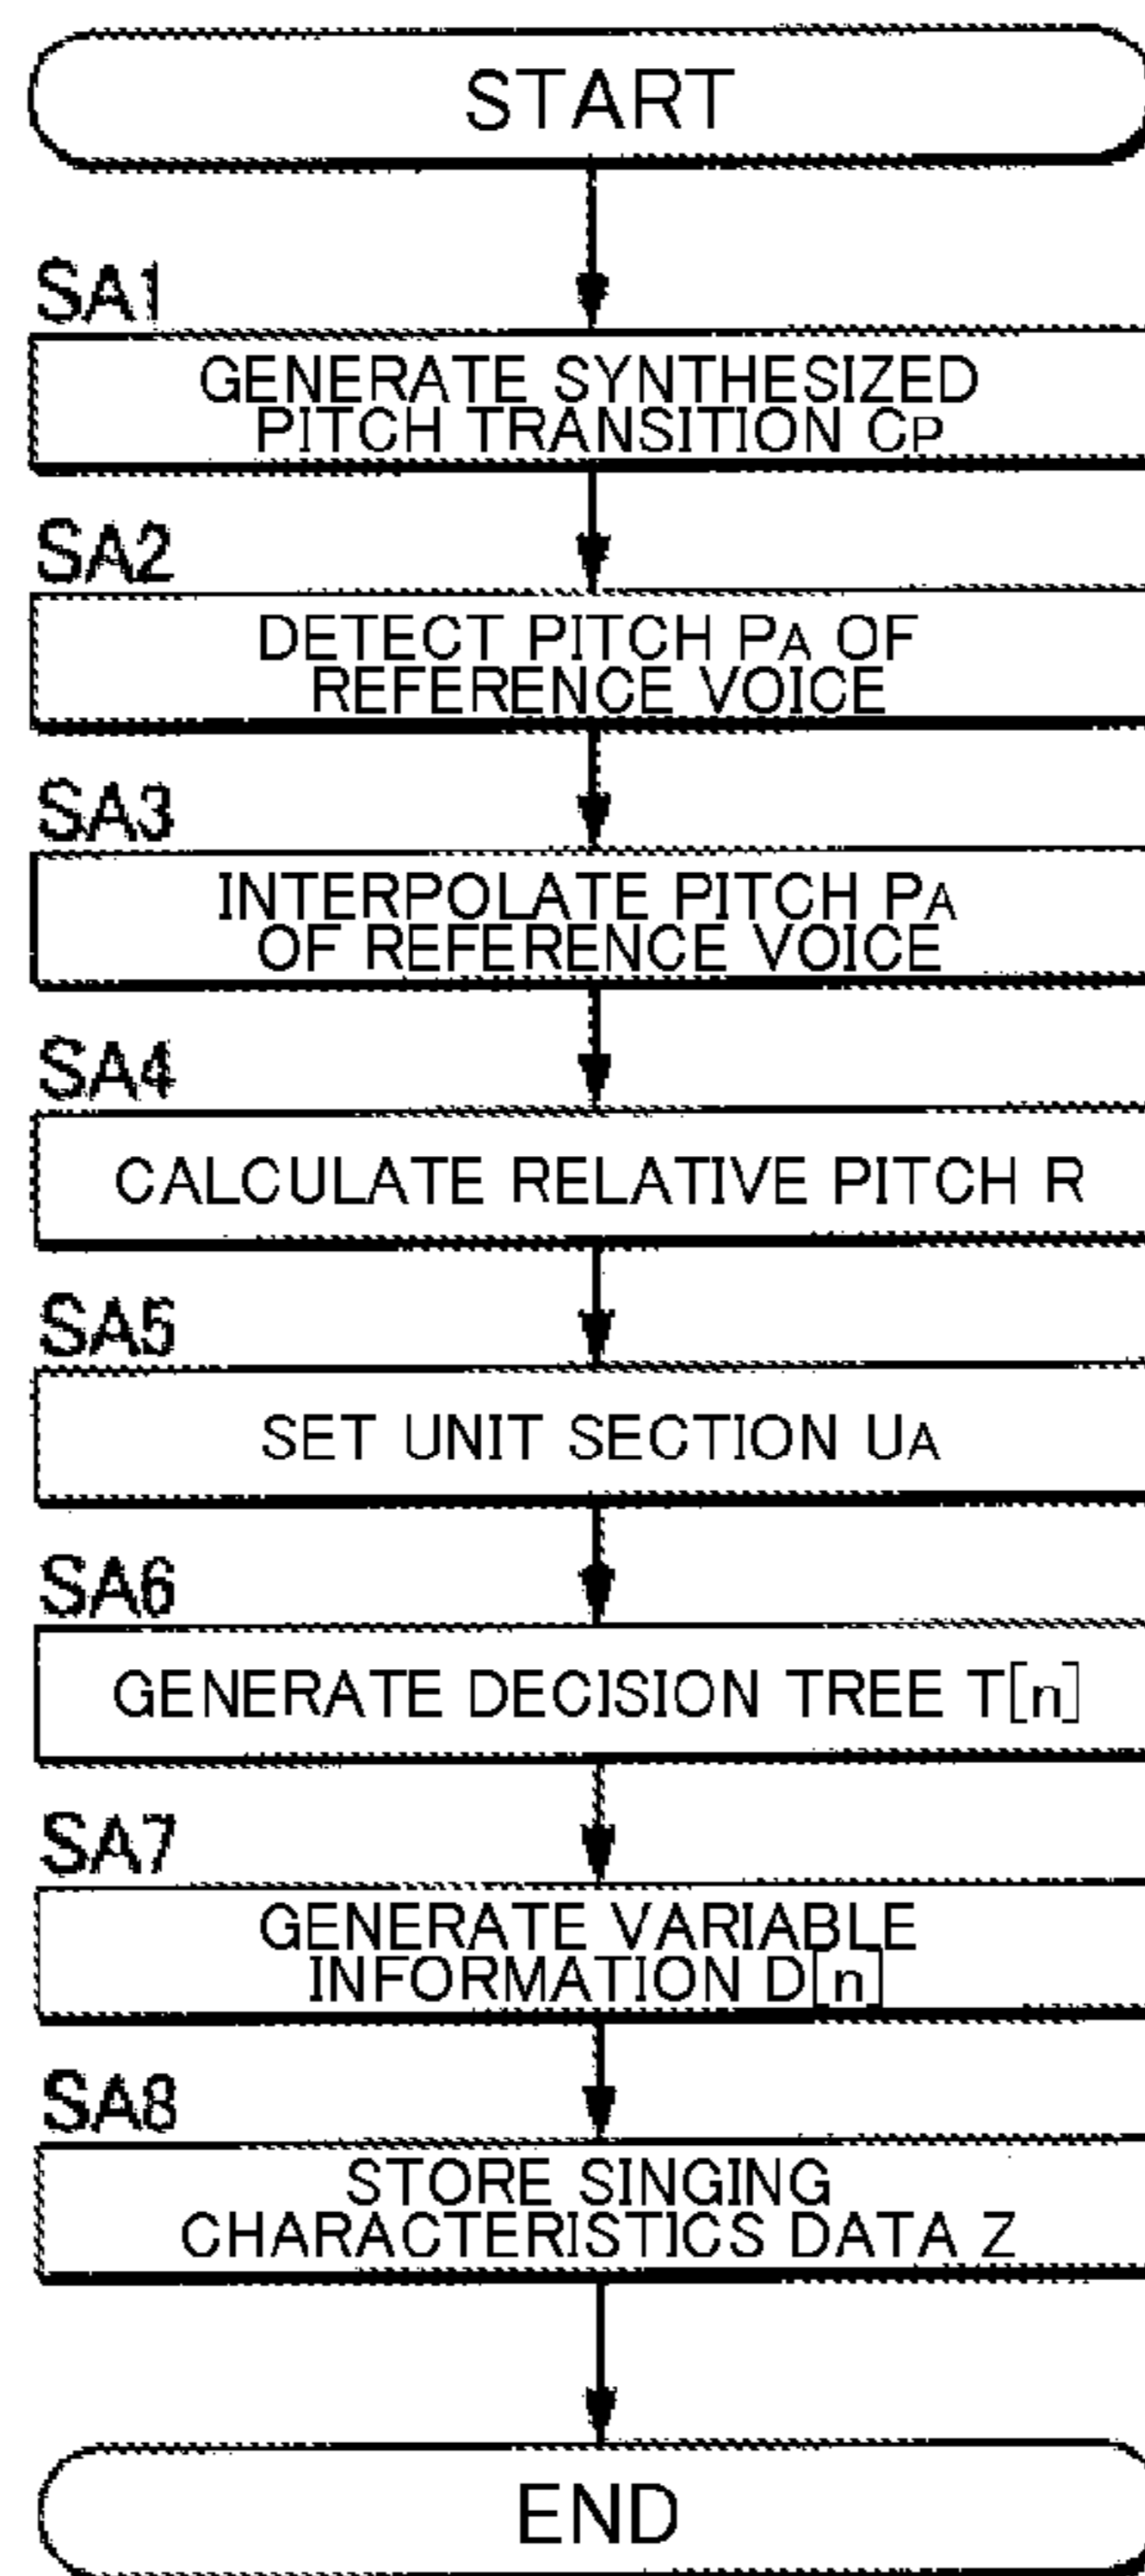 START
SA1
GENERATE SYNTHESIZED
PITCH TRANSITION CP
SA2
DETECT PITCH PA OF
REFERENCE VOICE
SA3
INTERPOLATE PITCH PA
OF REFERENCE VOICE
SA4
CALCULATE RELATIVE PITCH R
SA5
SET UNIT SECTION UA
SA6
GENERATE DECISION TREE T[n]
SA7
GENERATE VARIABLE
INFORMATION D[n]
SA8
STORE SINGING
CHARACTERISTICS DATA Z
END